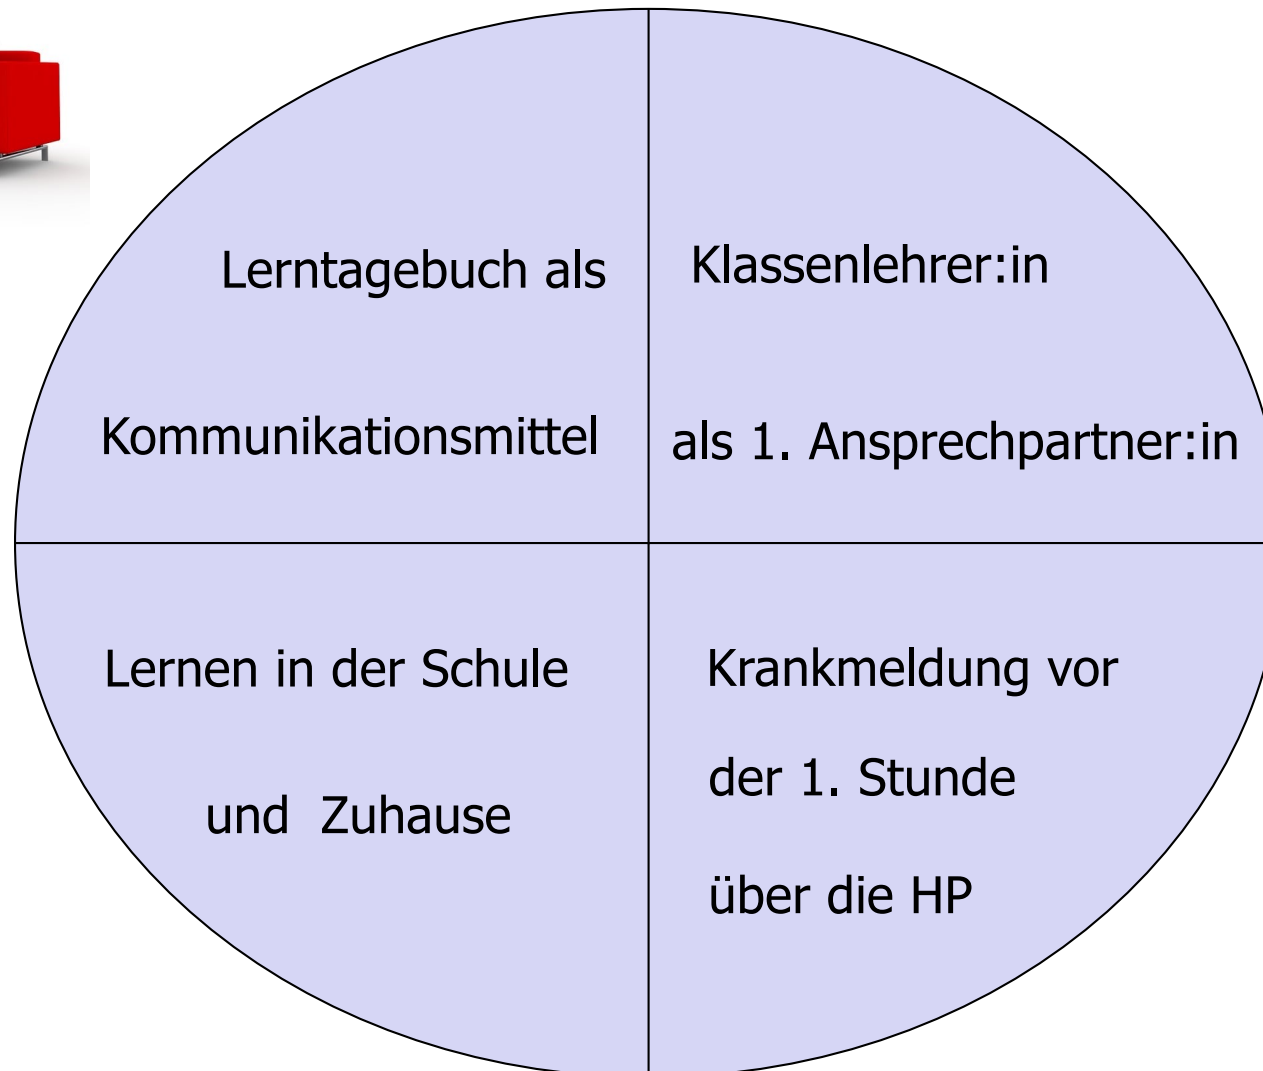 Lerntagebuch als
Kommunikationsmittel
Klassenlehrer:in
als 1. Ansprechpartner:in
Lernen in der Schule
und Zuhause
Krankmeldung vor
der 1. Stunde
über die HP